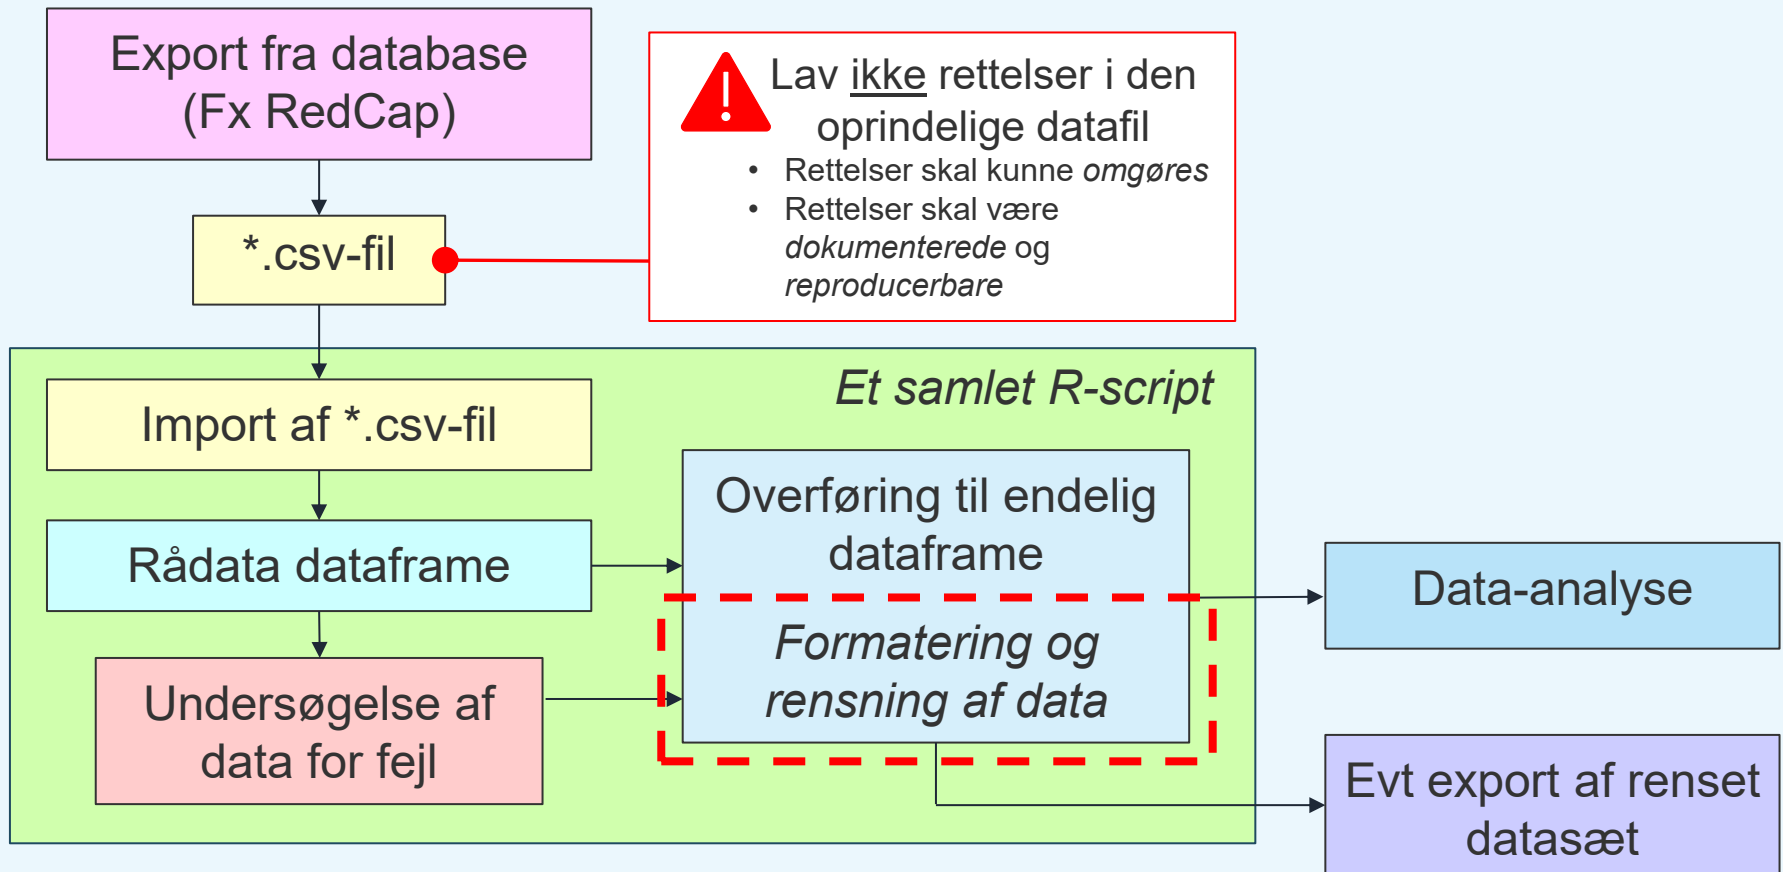 Export fra database
(Fx RedCap)
Lav ikke rettelser i den
oprindelige datafil
• Rettelser skal kunne omgøres
• Rettelser skal være
dokumenterede og
reproducerbare
*.csv-fil
Et samlet R-script
Import af *.csv-fil
Rådata dataframe
Undersøgelse af
data for fejl
Overføring til endelig
dataframe
Formatering og
rensning af data
Data-analyse
Evt export af renset
datasæt